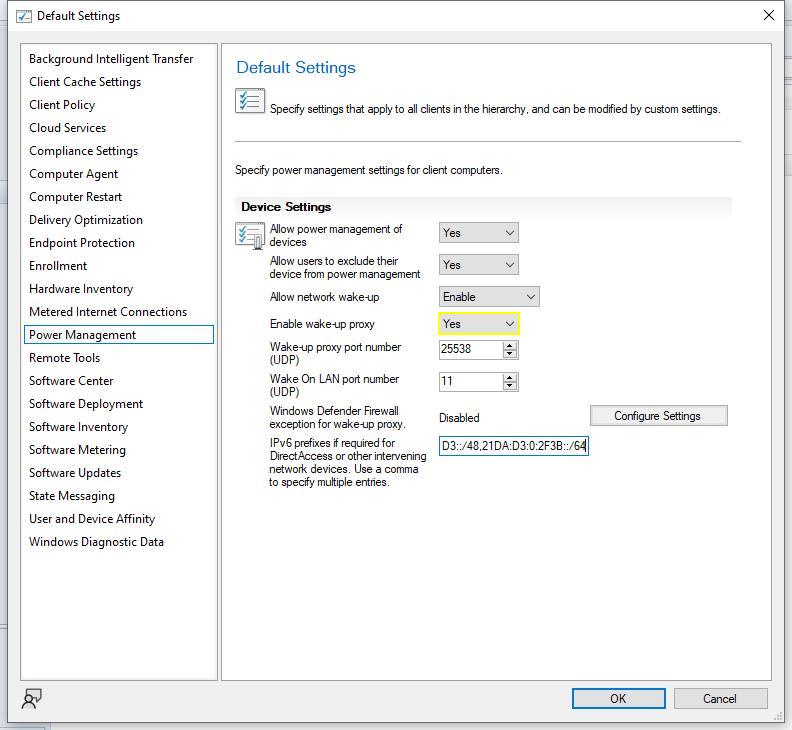 Default Settings
Background Intelligent Transfer
Client Cache Settings
Client Policy
Cloud Services
Compliance Settings
Computer Agent
Computer Restart
Delivery Optimization
Endpoint Protection
Enrollment
Hardware Inventory
Metered Internet Connections
Power Management
Remote Tools
Software Center
Software Deployment
Software Inventory
Software Metering
Software Updates
State Messaging
User and Device Affinity
Windows Diagnostic Data
Default Settings
Specify settings that apply to all clients in the hierarchy, and can be modified by custom settings.
Specify power management settings for client computers.
Device Settings
Allow power management of
devices
Yes
Allow users to exclude their
device from power management
Yes
Allow network wake-up
Enable
Enable wake-up proxy
Yes
Wake-up proxy port number
(UDP)
25538
Wake On LAN port number
(UDP)
11
Windows Defender Firewall
exception for wake-up proxy.
Disabled
Configure Settings
IPv6 prefixes if required for
DirectAccess or other intervening
network devices. Use a comma
to specify multiple entries.
D3::/48,21DA:D3:0:2F3B::/64
OK
Cancel